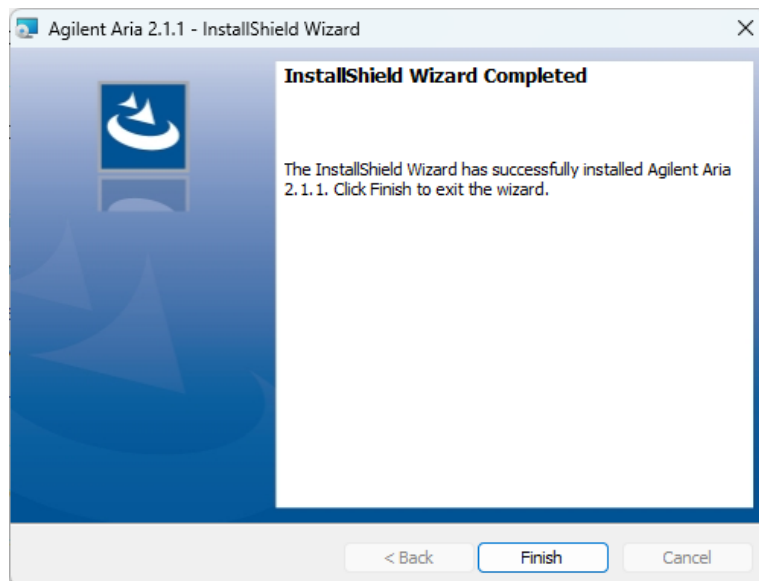 Agilent Aria 2.1.1 - InstallShield Wizard
InstallShield Wizard Completed
The InstallShield Wizard has successfully installed Agilent Aria
2.1.1. Click Finish to exit the wizard.
< Back
Finish
Cancel